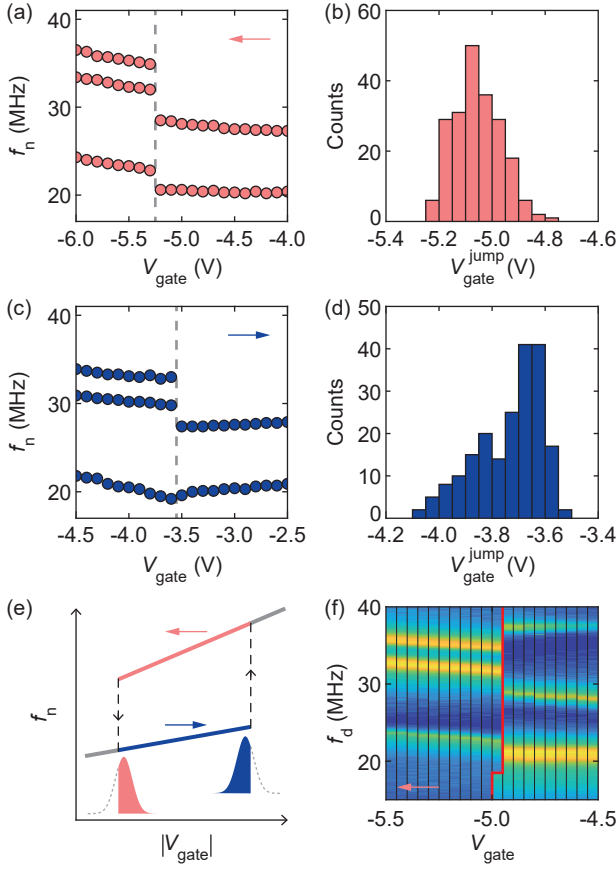 (a)
40
30
20
f_n (MHz)
-6.0 -5.5 -5.0 -4.5 -4.0
V_gate (V)
(b)
60
40
20
0
Counts
-5.4 -5.2 -5.0 -4.8 -4.6
V_gate^jump (V)
(c)
40
30
20
f_n (MHz)
-4.5 -4.0 -3.5 -3.0 -2.5
V_gate (V)
(d)
50
40
30
20
10
0
Counts
-4.2 -4.0 -3.8 -3.6 -3.4
V_gate^jump (V)
(e)
f_n
|V_gate|
(f)
40
30
20
f_d (MHz)
-5.5 -5.0 -4.5
V_gate